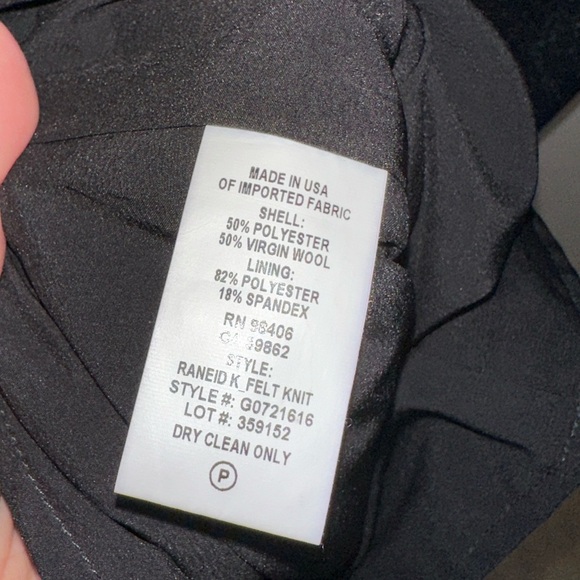 MADE IN USA
OF IMPORTED FABRIC
SHELL:
50% POLYESTER
50% VIRGIN WOOL
LINING:
82% POLYESTER
18% SPANDEX
RN 96406
STYLE:
RANEID K_FELT KNIT
STYLE #: G0721616
LOT #: 359152
DRY CLEAN ONLY
P